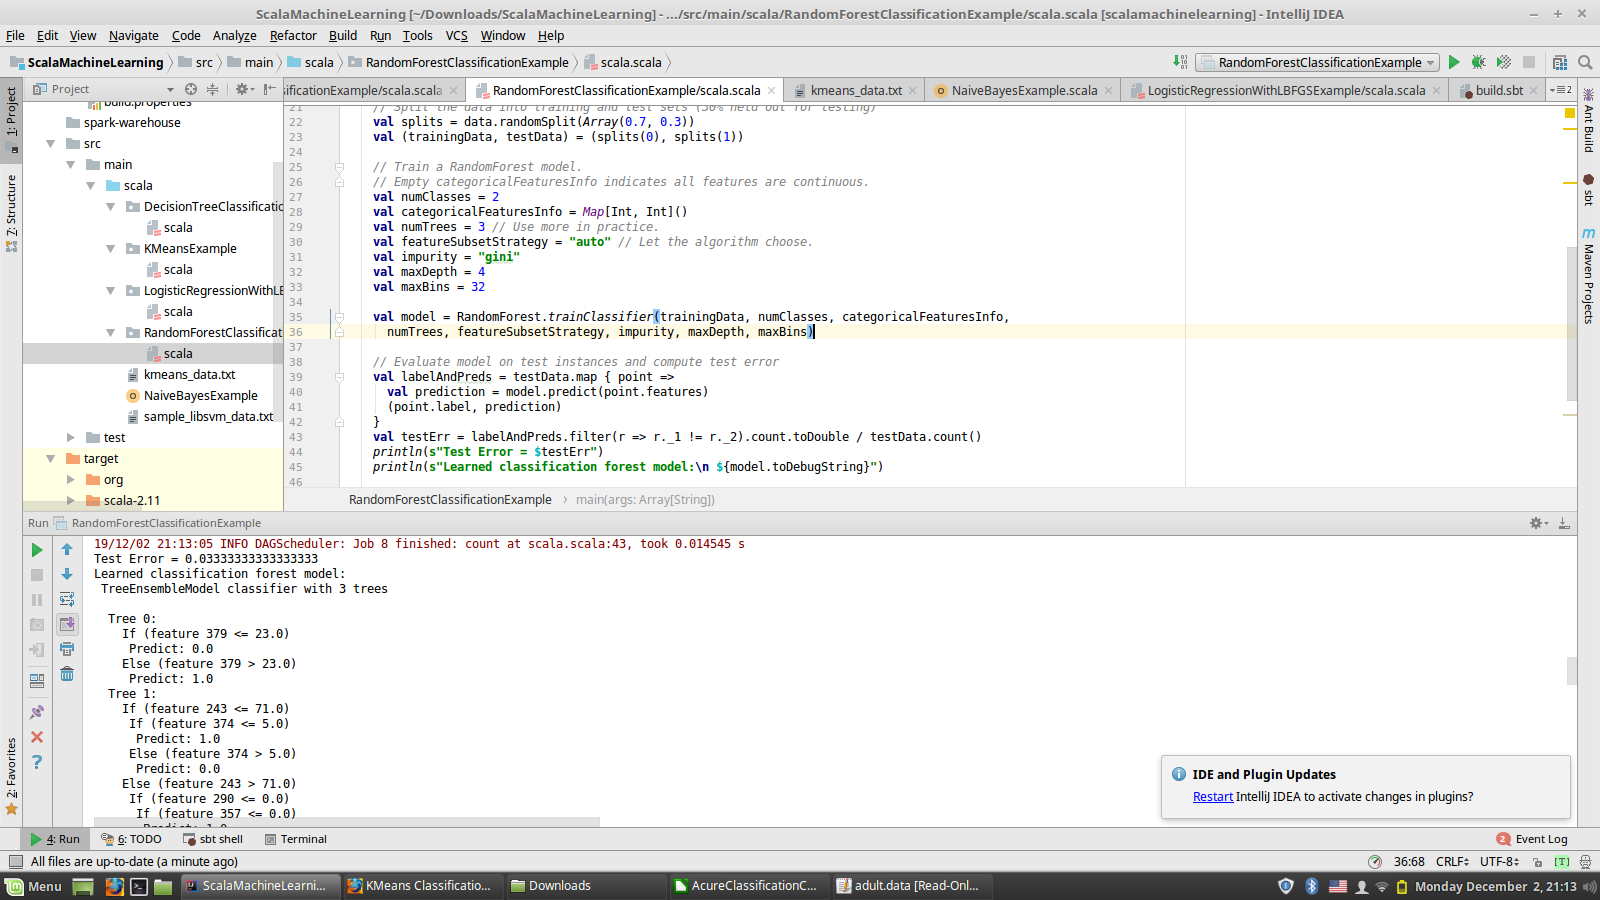 ScalaMachineLearning [~/Downloads/ScalaMachineLearning] - .../src/main/scala/RandomForestClassificationExample/scala.scala [scalamachinelearning] - IntelliJ IDEA
File Edit View Navigate Code Analyze Refactor Build Run Tools VCS Window Help
ScalaMachineLearning src main scala RandomForestClassificationExample scala.scala RandomForestClassificationExample
Project
sificationExample/scala.scala RandomForestClassificationExample/scala.scala kmeans_data.txt NaiveBayesExample.scala LogisticRegressionWithLBFGSExample/scala.scala build.sbt 2
1: Project
7: Structure
2: Favorites
Ant Build
sbt
m
Maven Projects
build.properties
spark-warehouse
src
main
scala
DecisionTreeClassificatio
scala
KMeansExample
scala
LogisticRegressionWithLB
scala
RandomForestClassificat
scala
kmeans_data.txt
NaiveBayesExample
sample_libsvm_data.txt
test
target
org
scala-2.11
21 // Split the data into training and test sets (30% held out for testing)
22 val splits = data.randomSplit(Array(0.7, 0.3))
23 val (trainingData, testData) = (splits(0), splits(1))
24
25 // Train a RandomForest model.
26 // Empty categoricalFeaturesInfo indicates all features are continuous.
27 val numClasses = 2
28 val categoricalFeaturesInfo = Map[Int, Int]()
29 val numTrees = 3 // Use more in practice.
30 val featureSubsetStrategy = "auto" // Let the algorithm choose.
31 val impurity = "gini"
32 val maxDepth = 4
33 val maxBins = 32
34
35 val model = RandomForest.trainClassifier(trainingData, numClasses, categoricalFeaturesInfo,
36 numTrees, featureSubsetStrategy, impurity, maxDepth, maxBins)
37
38 // Evaluate model on test instances and compute test error
39 val labelAndPreds = testData.map { point =>
40 val prediction = model.predict(point.features)
41 (point.label, prediction)
42 }
43 val testErr = labelAndPreds.filter(r => r._1 != r._2).count.toDouble / testData.count()
44 println(s"Test Error = $testErr")
45 println(s"Learned classification forest model:\n ${model.toDebugString}")
46
RandomForestClassificationExample main(args: Array[String])
Run RandomForestClassificationExample
19/12/02 21:13:05 INFO DAGScheduler: Job 8 finished: count at scala.scala:43, took 0.014545 s
Test Error = 0.03333333333333333
Learned classification forest model:
TreeEnsembleModel classifier with 3 trees
Tree 0:
If (feature 379 <= 23.0)
Predict: 0.0
Else (feature 379 > 23.0)
Predict: 1.0
Tree 1:
If (feature 243 <= 71.0)
If (feature 374 <= 5.0)
Predict: 1.0
Else (feature 374 > 5.0)
Predict: 0.0
Else (feature 243 > 71.0)
If (feature 290 <= 0.0)
If (feature 357 <= 0.0)
Predict: 1.0
IDE and Plugin Updates
Restart IntelliJ IDEA to activate changes in plugins?
4: Run 6: TODO sbt shell Terminal 2 Event Log
All files are up-to-date (a minute ago) 36:68 CRLF UTF-8 [T]
Menu ScalaMachineLearni... KMeans Classificatio... Downloads AcureClassificationC... adult.data [Read-Onl... Monday December 2, 21:13